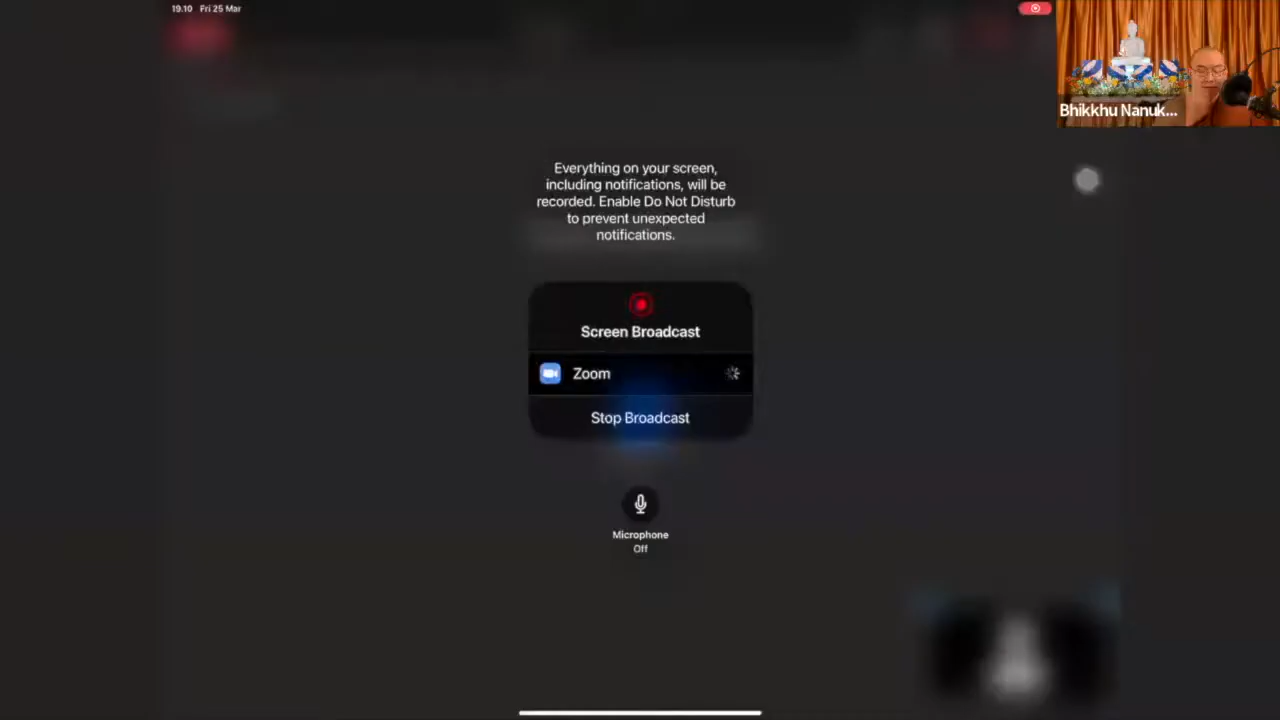 19.10 Fri 25 Mar
Bhikkhu Nanuk...
Everything on your screen,
including notifications, will be
recorded. Enable Do Not Disturb
to prevent unexpected
notifications.
Screen Broadcast
Zoom
Stop Broadcast
Microphone
Off